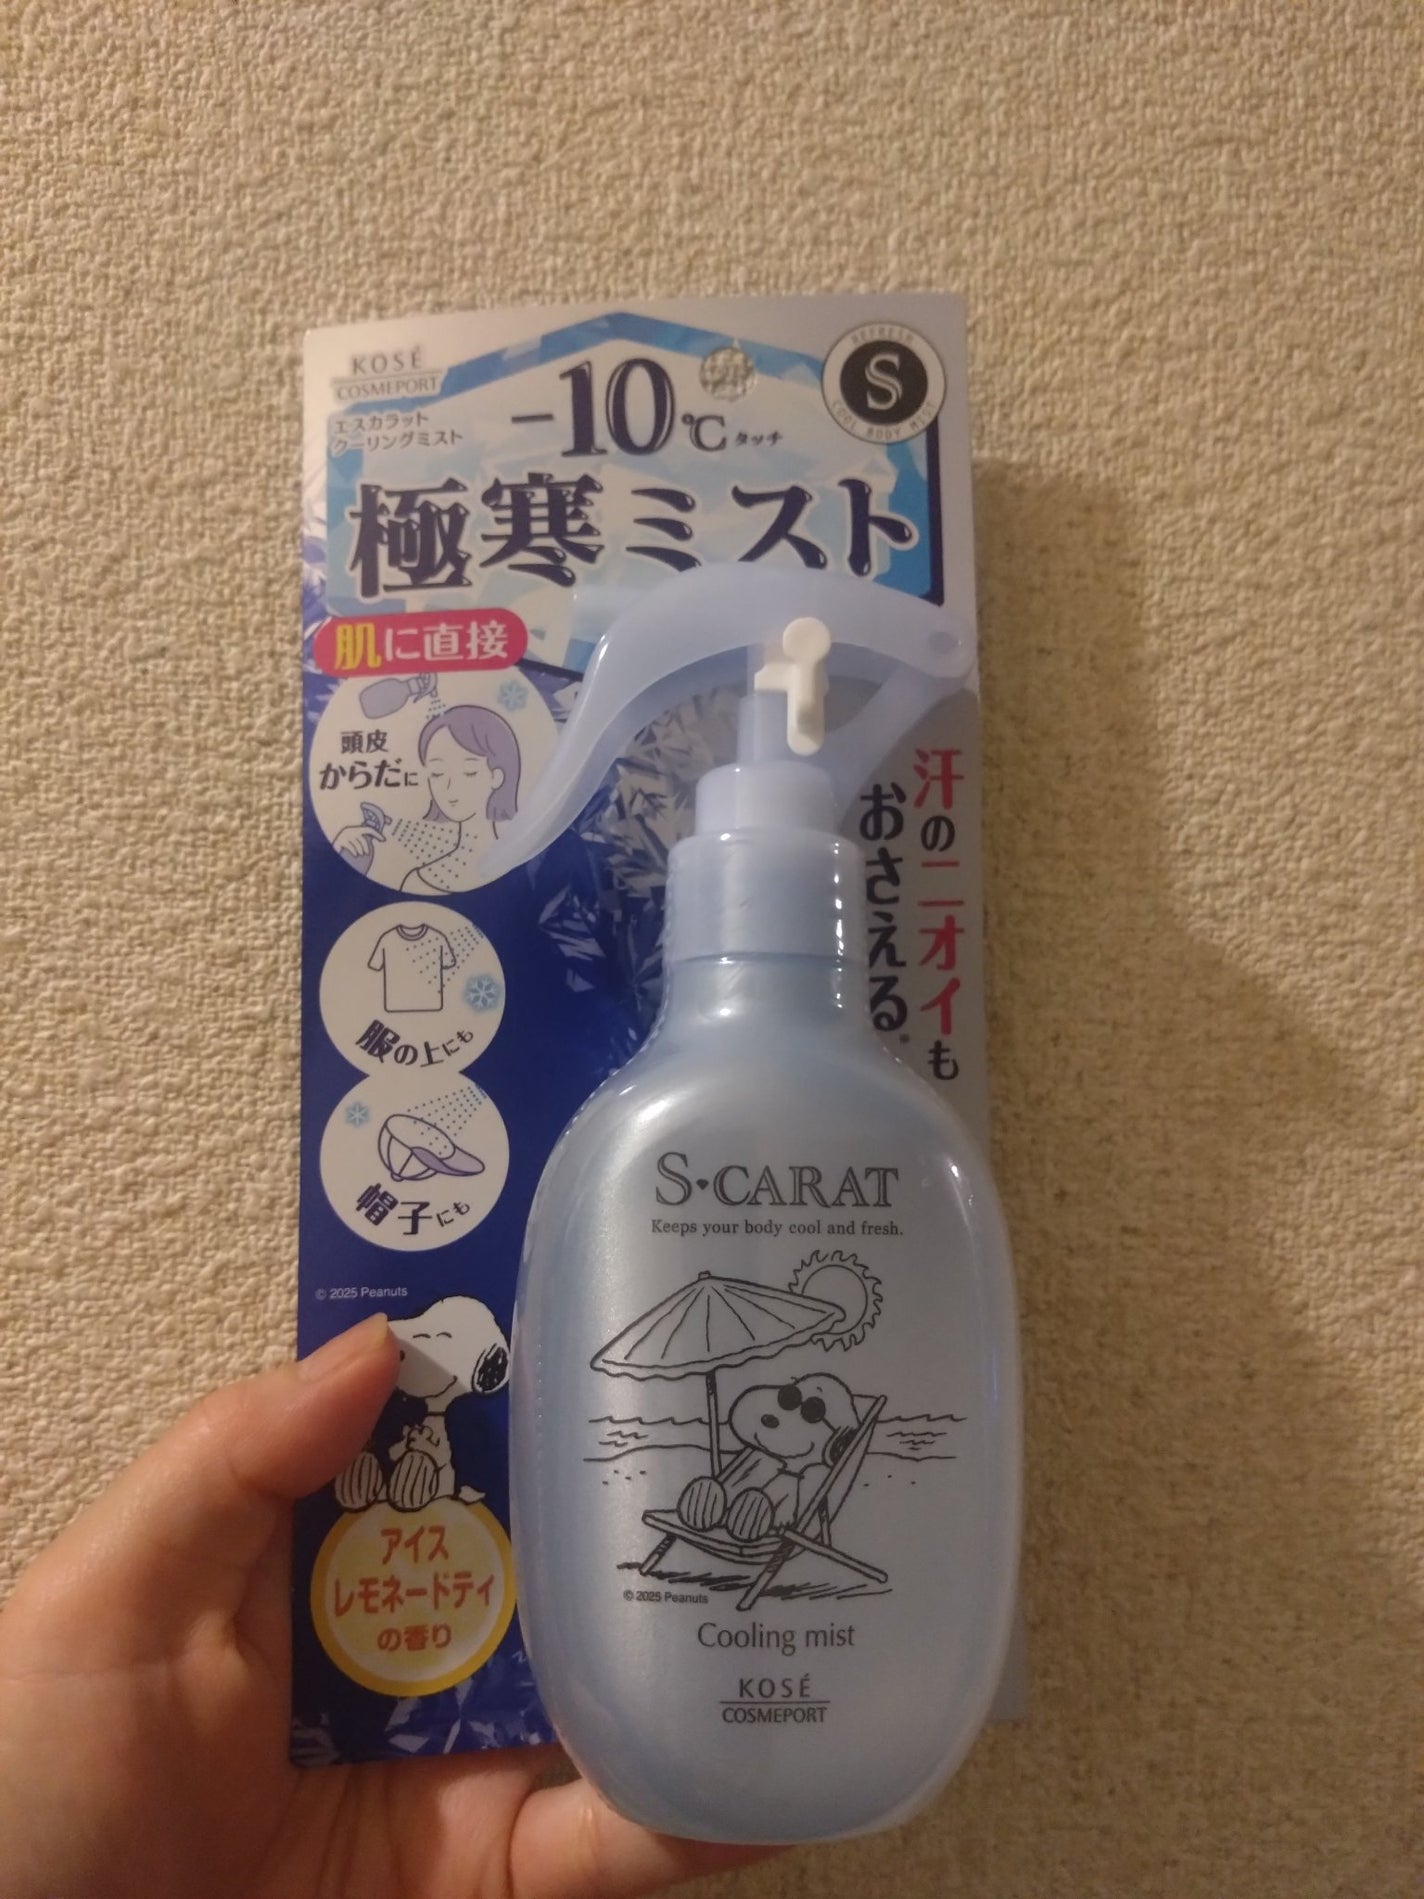 KOSÉ
COSMEPORT
エスカラット
クーリングミスト
-10℃タッチ
極寒ミスト
REFRESH
S
COOL BODY MIST
肌に直接
頭皮
からだに
服の上にも
帽子にも
汗のニオイも
おさえる
© 2025 Peanuts
アイス
レモネードティ
の香り
S・CARAT
Keeps your body cool and fresh.
© 2025 Peanuts
Cooling mist
KOSÉ
COSMEPORT